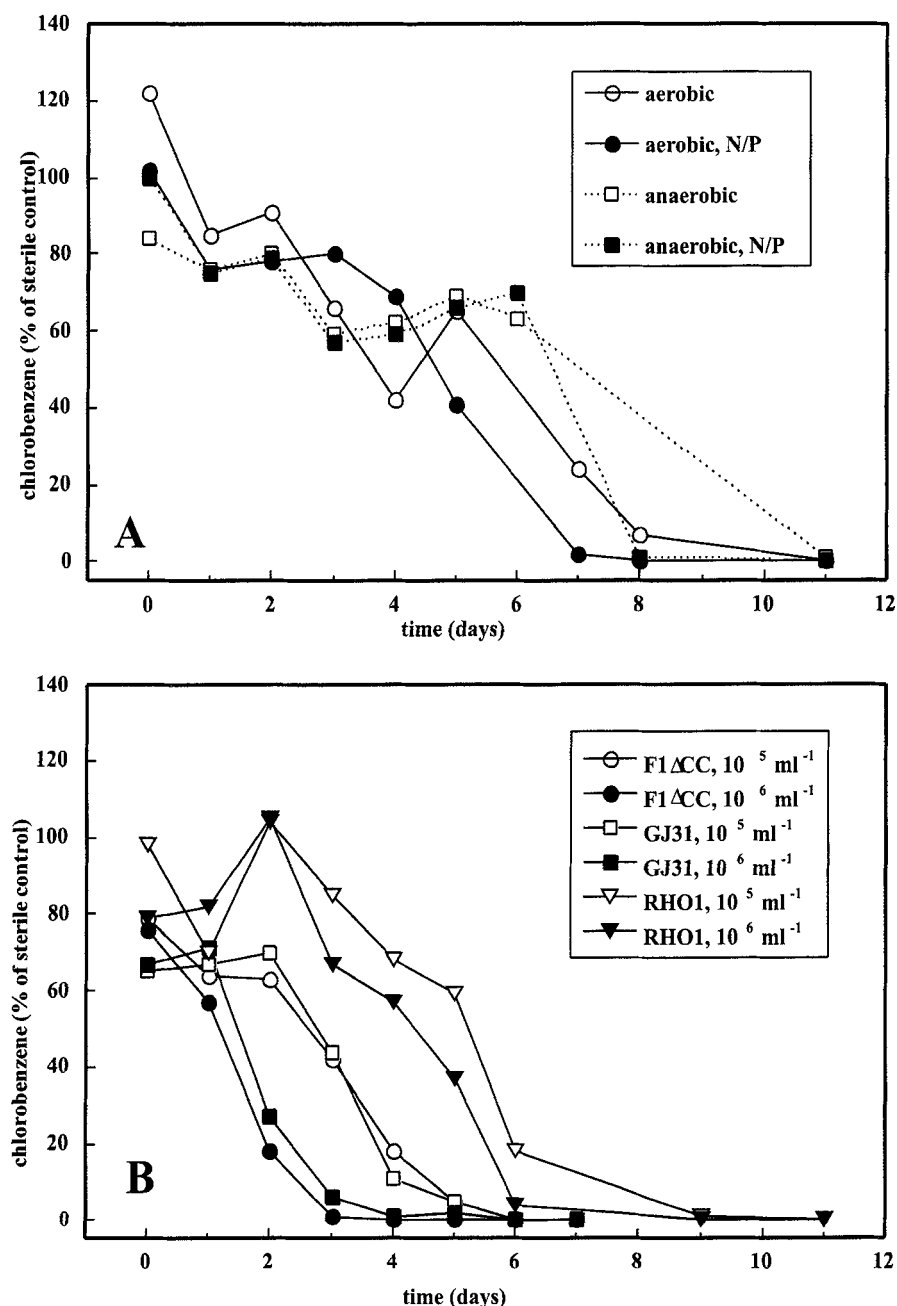 140
120
100
80
60
40
20
0
chlorobenzene (% of sterile control)
aerobic
aerobic, N/P
anaerobic
anaerobic, N/P
A
0 2 4 6 8 10 12
time (days)
140
120
100
80
60
40
20
0
chlorobenzene (% of sterile control)
F1ΔCC, 10 ⁵ ml⁻¹
F1ΔCC, 10 ⁶ ml⁻¹
GJ31, 10 ⁵ ml⁻¹
GJ31, 10 ⁶ ml⁻¹
RHO1, 10 ⁵ ml⁻¹
RHO1, 10 ⁶ ml⁻¹
B
0 2 4 6 8 10 12
time (days)